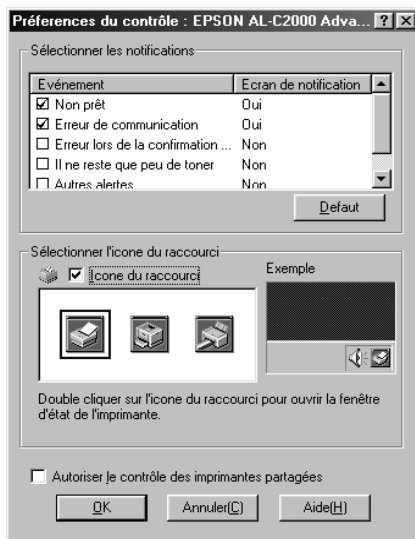 Préferences du contrôle : EPSON AL-C2000 Adva...
Sélectionner les notifications
Evénement Ecran de notification
Non prêt Oui
Erreur de communication Oui
Erreur lors de la confirmation ... Non
Il ne reste que peu de toner Non
Autres alertes Non
Defaut
Sélectionner l'icone du raccourci
Icone du raccourci
Exemple
Double cliquer sur l'icone du raccourci pour ouvrir la fenêtre
d'état de l'imprimante.
Autoriser le contrôle des imprimantes partagées
OK Annuler(C) Aide(H)